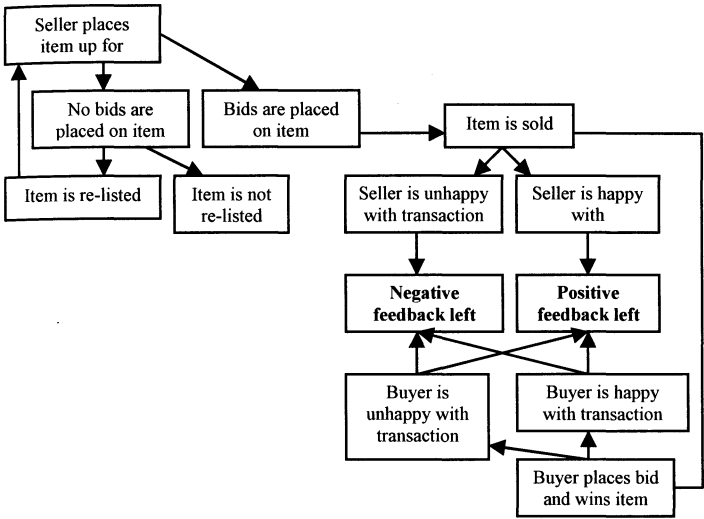 Seller places
item up for
No bids are
placed on item
Bids are placed
on item
Item is sold
Item is re-listed
Item is not
re-listed
Seller is unhappy
with transaction
Seller is happy
with
Negative
feedback left
Positive
feedback left
Buyer is
unhappy with
transaction
Buyer is happy
with transaction
Buyer places bid
and wins item